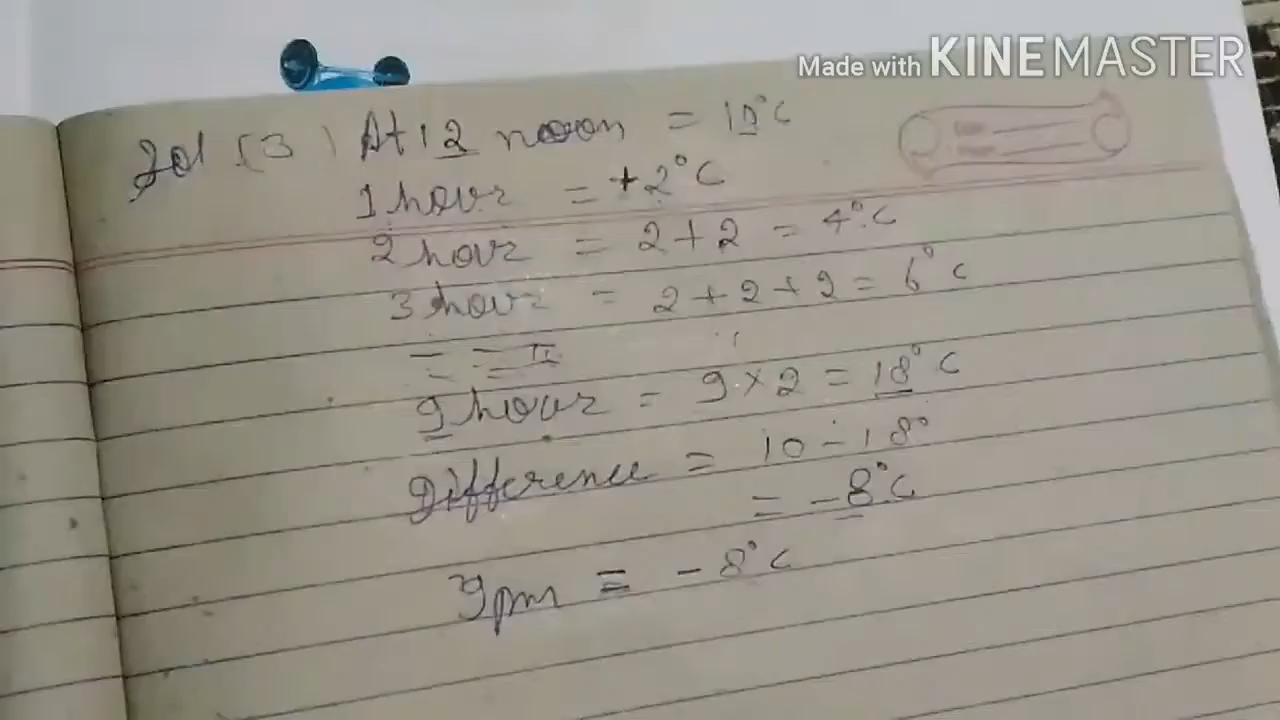 Made with KINEMASTER
Sol (3) At 12 noon = 10°C
1 hour = +2°C
2 hour = 2+2 = 4°C
3 hour = 2+2+2 = 6°C
9 hour = 9×2 = 18°C
Difference = 10-18°
= -8°C
9pm = -8°C